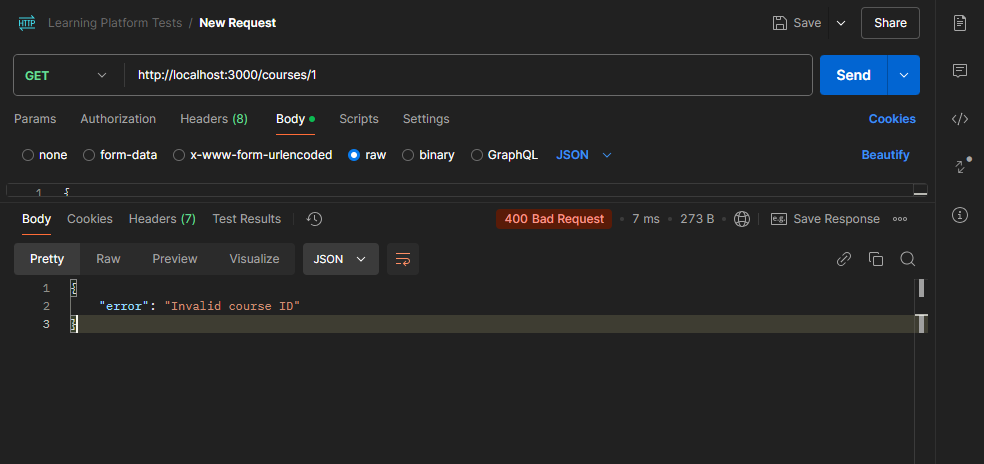 HTTP Learning Platform Tests / New Request Save Share
GET http://localhost:3000/courses/1 Send
Params Authorization Headers (8) Body Scripts Settings Cookies
none form-data x-www-form-urlencoded raw binary GraphQL JSON Beautify
1 {
Body Cookies Headers (7) Test Results 400 Bad Request 7 ms 273 B e.g. Save Response
Pretty Raw Preview Visualize JSON
1 {
2 "error": "Invalid course ID"
3 }